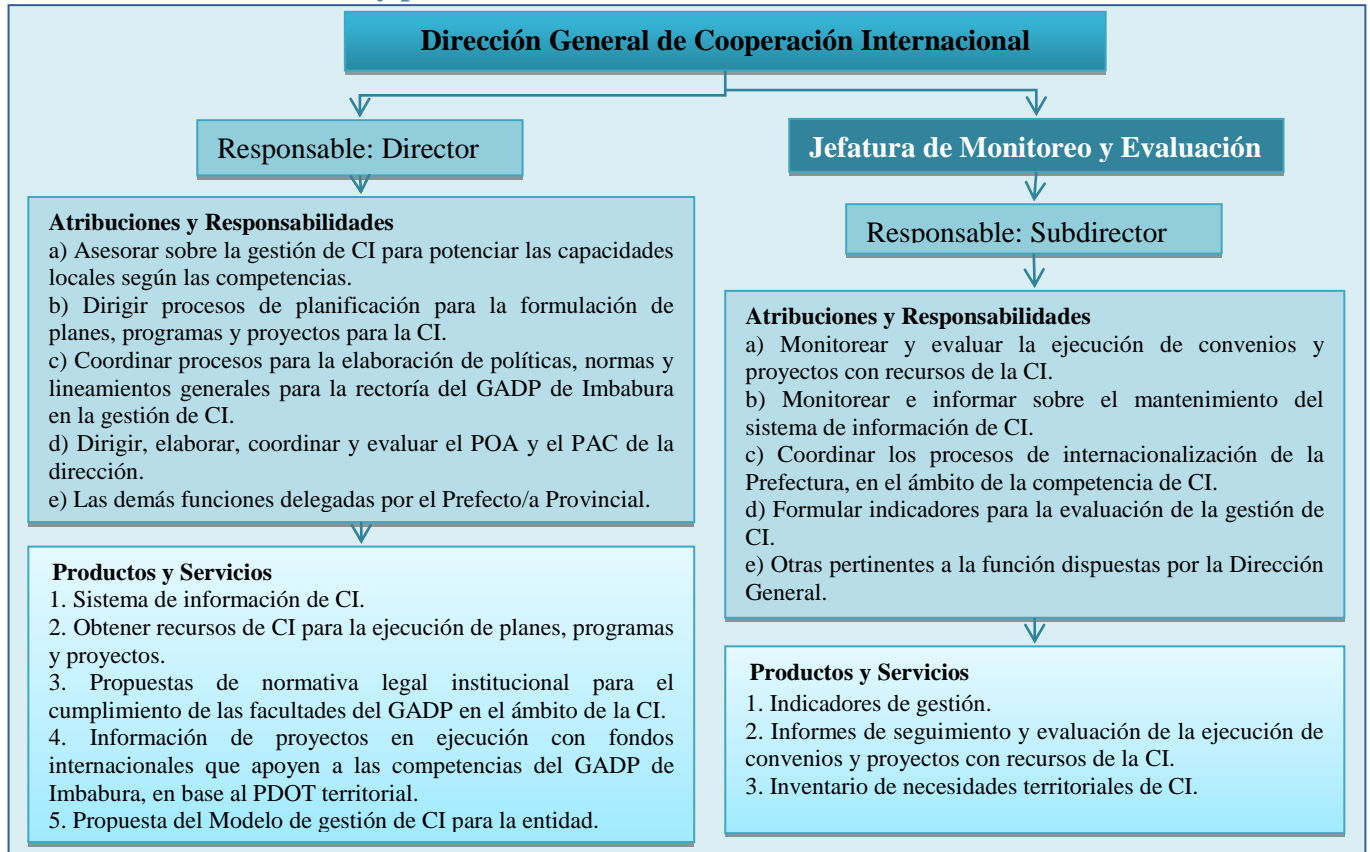 Dirección General de Cooperación Internacional
Responsable: Director
Atribuciones y Responsabilidades
a) Asesorar sobre la gestión de CI para potenciar las capacidades
locales según las competencias.
b) Dirigir procesos de planificación para la formulación de
planes, programas y proyectos para la CI.
c) Coordinar procesos para la elaboración de políticas, normas y
lineamientos generales para la rectoría del GADP de Imbabura
en la gestión de CI.
d) Dirigir, elaborar, coordinar y evaluar el POA y el PAC de la
dirección.
e) Las demás funciones delegadas por el Prefecto/a Provincial.
Productos y Servicios
1. Sistema de información de CI.
2. Obtener recursos de CI para la ejecución de planes, programas
y proyectos.
3. Propuestas de normativa legal institucional para el
cumplimiento de las facultades del GADP en el ámbito de la CI.
4. Información de proyectos en ejecución con fondos
internacionales que apoyen a las competencias del GADP de
Imbabura, en base al PDOT territorial.
5. Propuesta del Modelo de gestión de CI para la entidad.
Jefatura de Monitoreo y Evaluación
Responsable: Subdirector
Atribuciones y Responsabilidades
a) Monitorear y evaluar la ejecución de convenios y
proyectos con recursos de la CI.
b) Monitorear e informar sobre el mantenimiento del
sistema de información de CI.
c) Coordinar los procesos de internacionalización de la
Prefectura, en el ámbito de la competencia de CI.
d) Formular indicadores para la evaluación de la gestión de
CI.
e) Otras pertinentes a la función dispuestas por la Dirección
General.
Productos y Servicios
1. Indicadores de gestión.
2. Informes de seguimiento y evaluación de la ejecución de
convenios y proyectos con recursos de la CI.
3. Inventario de necesidades territoriales de CI.